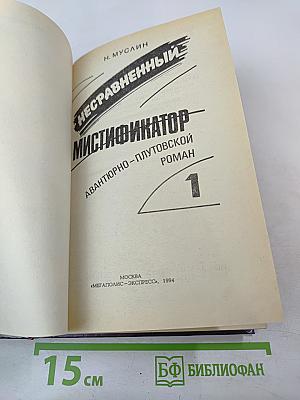 Н. МУСЛИН
НЕСРАВНЕННЫЙ
МИСТИФИКАТОР
АВАНТЮРНО–ПЛУТОВСКОЙ
РОМАН
1
МОСКВА
«МЕГАПОЛИС–ЭКСПРЕСС», 1994
15 см
БФ БИБЛИОФАН